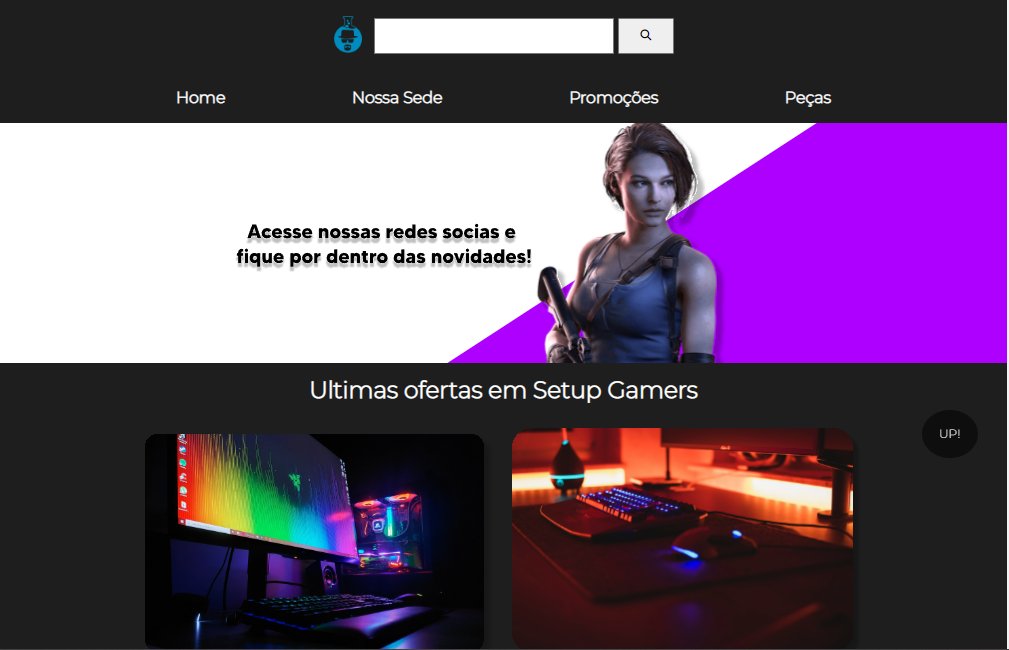 Home Nossa Sede Promoções Peças
Acesse nossas redes socias e
fique por dentro das novidades!
Ultimas ofertas em Setup Gamers
UP!